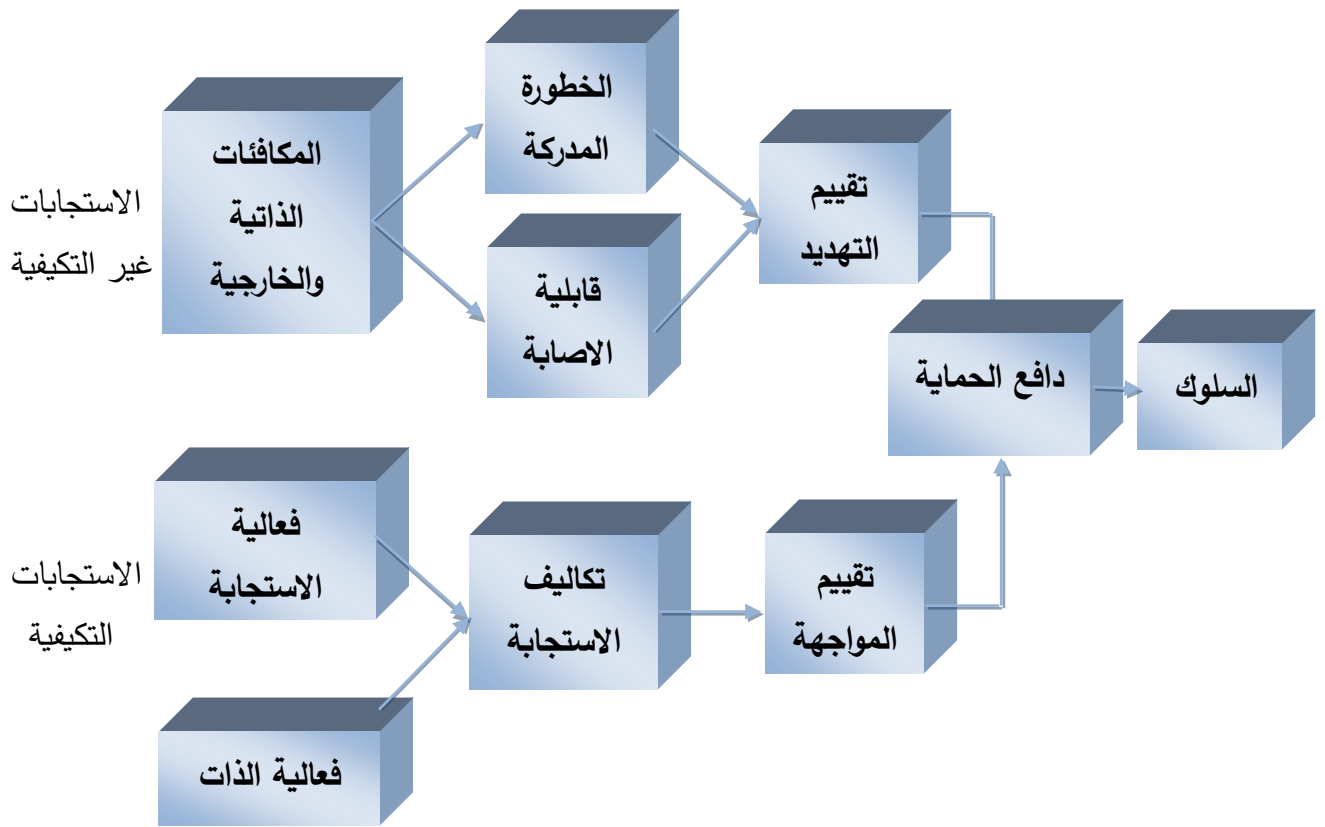 الاستجابات
غير التكيفية
المكافئات
الذاتية
والخارجية
الخطورة
المدركة
قابلية
الاصابة
تقييم
التهديد
دافع الحماية
السلوك
الاستجابات
التكيفية
فعالية
الاستجابة
فعالية الذات
تكاليف
الاستجابة
تقييم
المواجهة